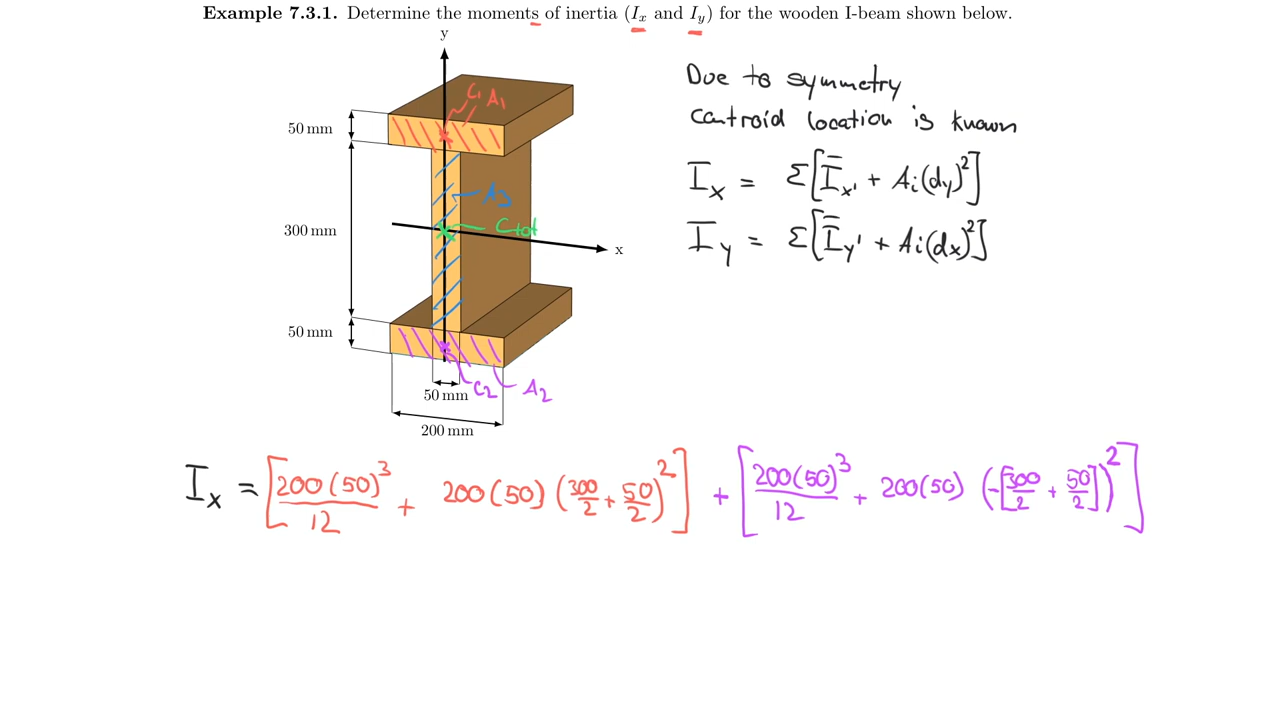 Example 7.3.1. Determine the moments of inertia (Iₓ and I_y) for the wooden I-beam shown below.
y
C₁ A₁
50 mm
A₃
300 mm
Ctot
x
50 mm
50 mm
C₂ A₂
200 mm
Due to symmetry
centroid location is known
Iₓ = Σ[Īₓ' + Aᵢ(dy)²]
I_y = Σ[Ī_y' + Aᵢ(dx)²]
Iₓ = [200(50)³/12 + 200(50)(300/2 + 50/2)²] + [200(50)³/12 + 200(50)(-[300/2 + 50/2])²]